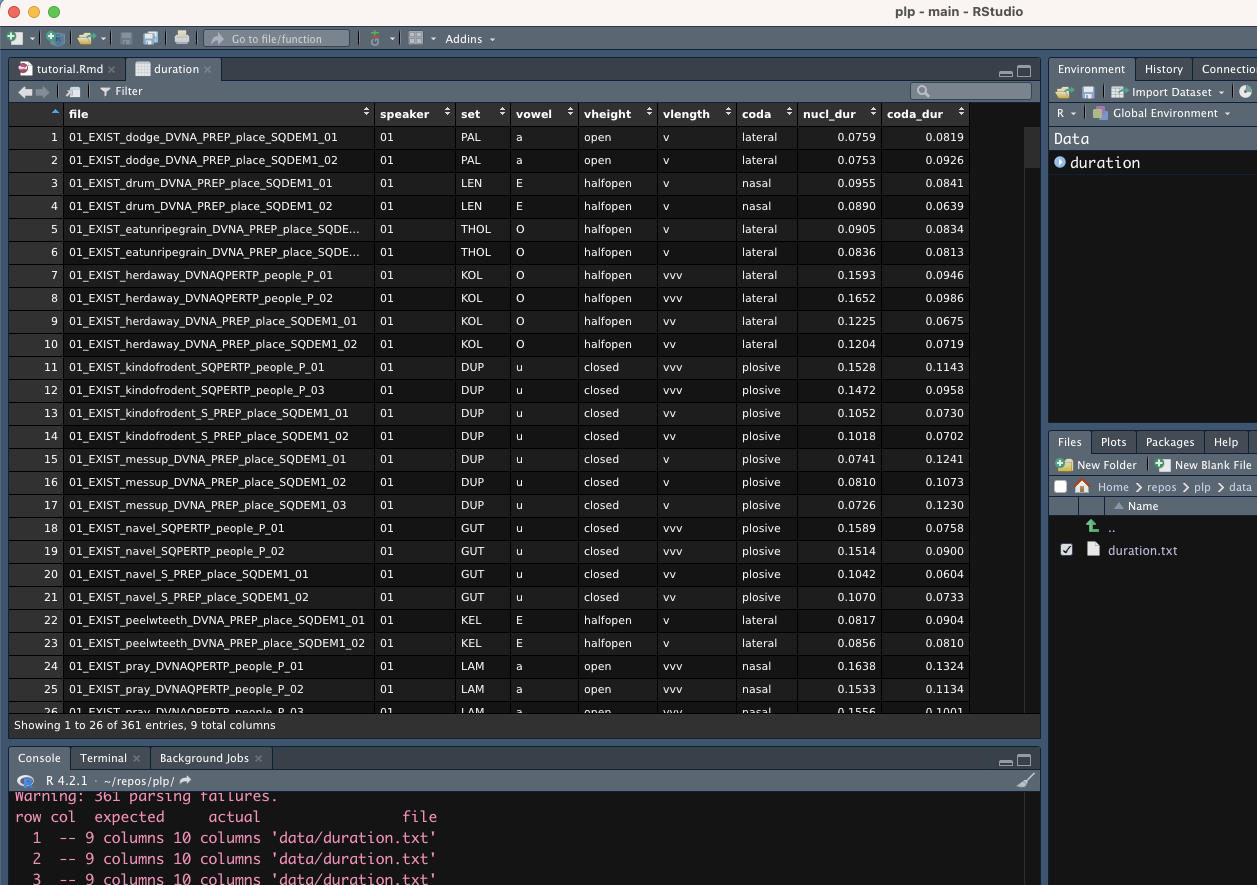 plp - main - RStudio
Go to file/function Addins
tutorial.Rmd duration
Filter
file speaker set vowel vheight vlength coda nucl_dur coda_dur
1 01_EXIST_dodge_DVNA_PREP_place_SQDEM1_01 01 PAL a open v lateral 0.0759 0.0819
2 01_EXIST_dodge_DVNA_PREP_place_SQDEM1_02 01 PAL a open v lateral 0.0753 0.0926
3 01_EXIST_drum_DVNA_PREP_place_SQDEM1_01 01 LEN E halfopen v nasal 0.0955 0.0841
4 01_EXIST_drum_DVNA_PREP_place_SQDEM1_02 01 LEN E halfopen v nasal 0.0890 0.0639
5 01_EXIST_eatunripegrain_DVNA_PREP_place_SQDE... 01 THOL O halfopen v lateral 0.0905 0.0834
6 01_EXIST_eatunripegrain_DVNA_PREP_place_SQDE... 01 THOL O halfopen v lateral 0.0836 0.0813
7 01_EXIST_herdaway_DVNAQPERTP_people_P_01 01 KOL O halfopen vvv lateral 0.1593 0.0946
8 01_EXIST_herdaway_DVNAQPERTP_people_P_02 01 KOL O halfopen vvv lateral 0.1652 0.0986
9 01_EXIST_herdaway_DVNA_PREP_place_SQDEM1_01 01 KOL O halfopen vv lateral 0.1225 0.0675
10 01_EXIST_herdaway_DVNA_PREP_place_SQDEM1_02 01 KOL O halfopen vv lateral 0.1204 0.0719
11 01_EXIST_kindofrodent_SQPERTP_people_P_01 01 DUP u closed vvv plosive 0.1528 0.1143
12 01_EXIST_kindofrodent_SQPERTP_people_P_03 01 DUP u closed vvv plosive 0.1472 0.0958
13 01_EXIST_kindofrodent_S_PREP_place_SQDEM1_01 01 DUP u closed vv plosive 0.1052 0.0730
14 01_EXIST_kindofrodent_S_PREP_place_SQDEM1_02 01 DUP u closed vv plosive 0.1018 0.0702
15 01_EXIST_messup_DVNA_PREP_place_SQDEM1_01 01 DUP u closed v plosive 0.0741 0.1241
16 01_EXIST_messup_DVNA_PREP_place_SQDEM1_02 01 DUP u closed v plosive 0.0810 0.1073
17 01_EXIST_messup_DVNA_PREP_place_SQDEM1_03 01 DUP u closed v plosive 0.0726 0.1230
18 01_EXIST_navel_SQPERTP_people_P_01 01 GUT u closed vvv plosive 0.1589 0.0758
19 01_EXIST_navel_SQPERTP_people_P_02 01 GUT u closed vvv plosive 0.1514 0.0900
20 01_EXIST_navel_S_PREP_place_SQDEM1_01 01 GUT u closed vv plosive 0.1042 0.0604
21 01_EXIST_navel_S_PREP_place_SQDEM1_02 01 GUT u closed vv plosive 0.1070 0.0733
22 01_EXIST_peelwteeth_DVNA_PREP_place_SQDEM1_01 01 KEL E halfopen v lateral 0.0817 0.0904
23 01_EXIST_peelwteeth_DVNA_PREP_place_SQDEM1_02 01 KEL E halfopen v lateral 0.0856 0.0810
24 01_EXIST_pray_DVNAQPERTP_people_P_01 01 LAM a open vvv nasal 0.1638 0.1324
25 01_EXIST_pray_DVNAQPERTP_people_P_02 01 LAM a open vvv nasal 0.1533 0.1134
26 01_EXIST_pray_DVNAQPERTP_people_P_03 01 LAM a open vvv nasal 0.1556 0.1001
Showing 1 to 26 of 361 entries, 9 total columns
Console Terminal Background Jobs
R 4.2.1 · ~/repos/plp/
Warning: 361 parsing failures.
row col expected actual file
1 -- 9 columns 10 columns 'data/duration.txt'
2 -- 9 columns 10 columns 'data/duration.txt'
3 -- 9 columns 10 columns 'data/duration.txt'
Environment History Connectio
Import Dataset
R Global Environment
Data
duration
Files Plots Packages Help
New Folder New Blank File
Home repos plp data
Name
..
duration.txt